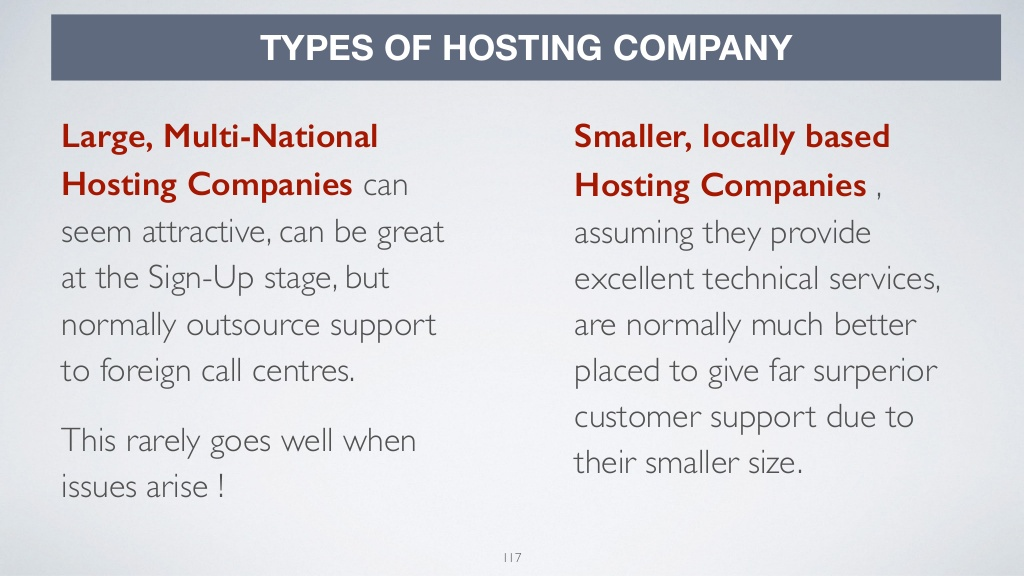 TYPES OF HOSTING COMPANY
Large, Multi-National
Hosting Companies can
seem attractive, can be great
at the Sign-Up stage, but
normally outsource support
to foreign call centres.
This rarely goes well when
issues arise !
Smaller, locally based
Hosting Companies ,
assuming they provide
excellent technical services,
are normally much better
placed to give far surperior
customer support due to
their smaller size.
117